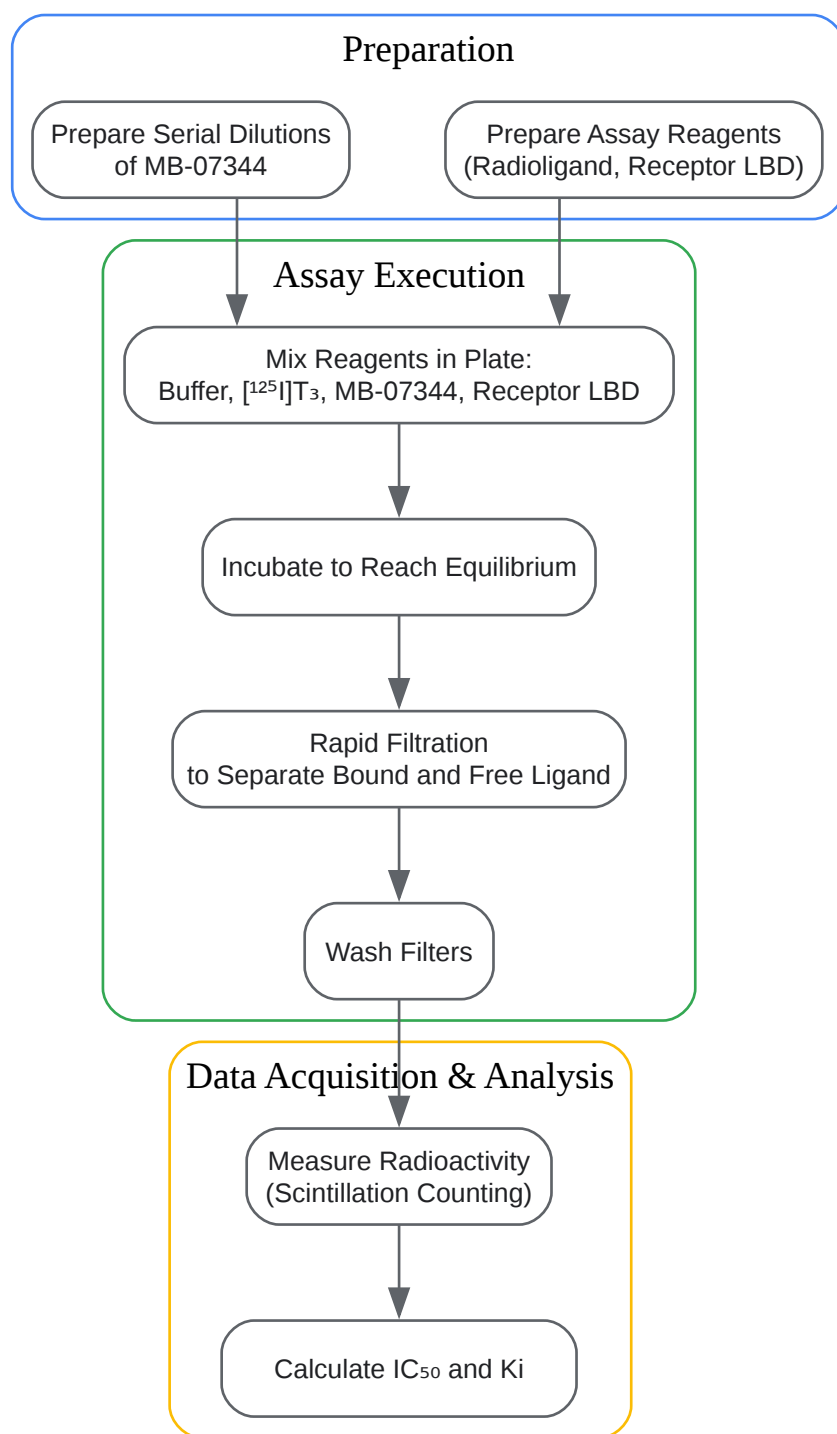 Preparation
Prepare Serial Dilutions
of MB-07344
Prepare Assay Reagents
(Radioligand, Receptor LBD)
Assay Execution
Mix Reagents in Plate:
Buffer, [¹²⁵I]T₃, MB-07344, Receptor LBD
Incubate to Reach Equilibrium
Rapid Filtration
to Separate Bound and Free Ligand
Wash Filters
Data Acquisition & Analysis
Measure Radioactivity
(Scintillation Counting)
Calculate IC₅₀ and Ki